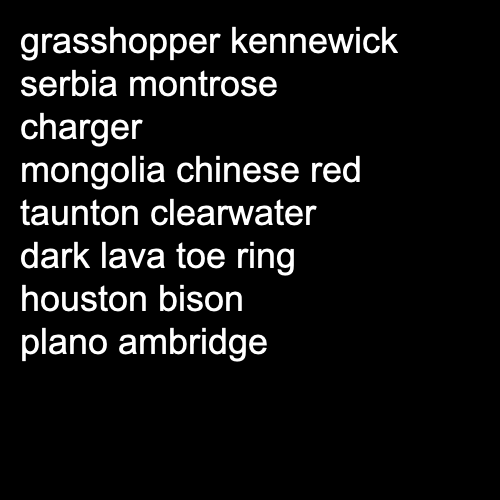 grasshopper kennewick
serbia montrose
charger
mongolia chinese red
taunton clearwater
dark lava toe ring
houston bison
plano ambridge